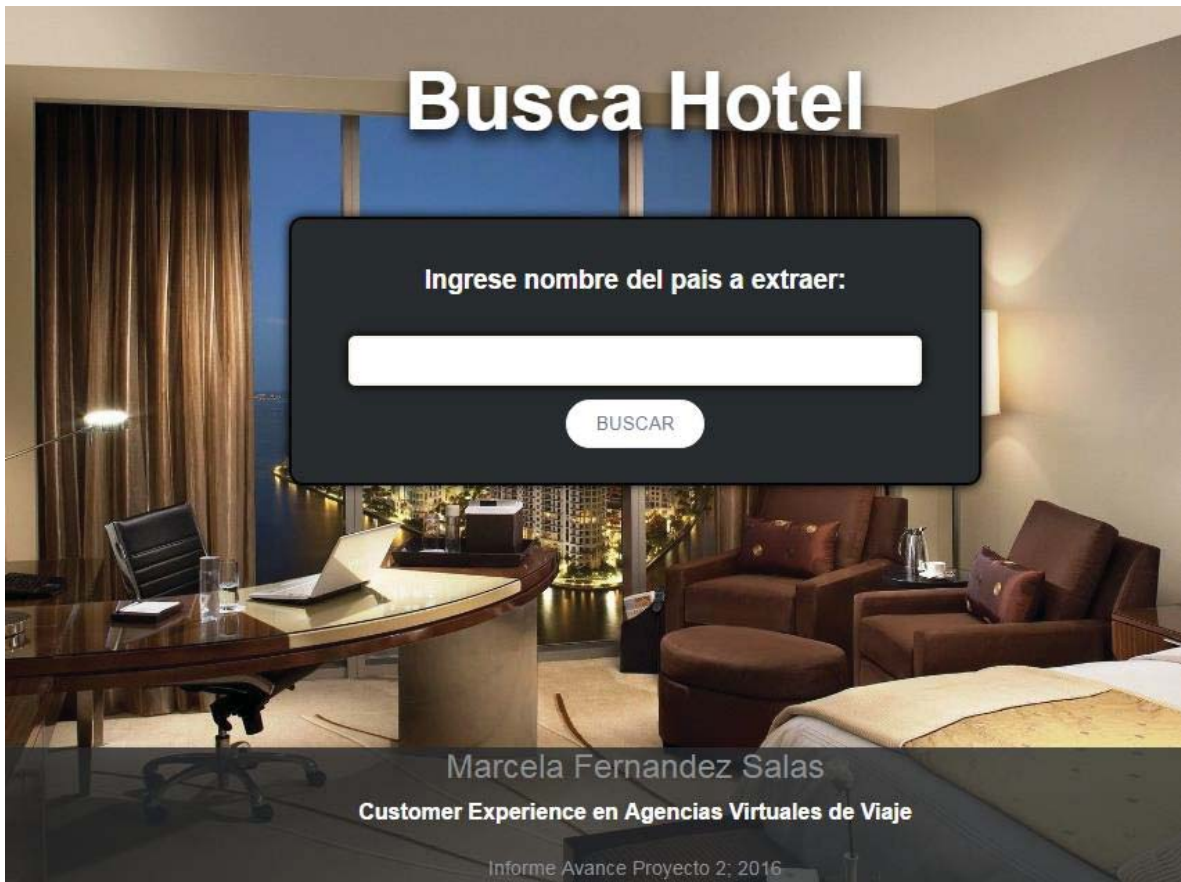 Busca Hotel
Ingrese nombre del pais a extraer:
BUSCAR
Marcela Fernandez Salas
Customer Experience en Agencias Virtuales de Viaje
Informe Avance Proyecto 2; 2016